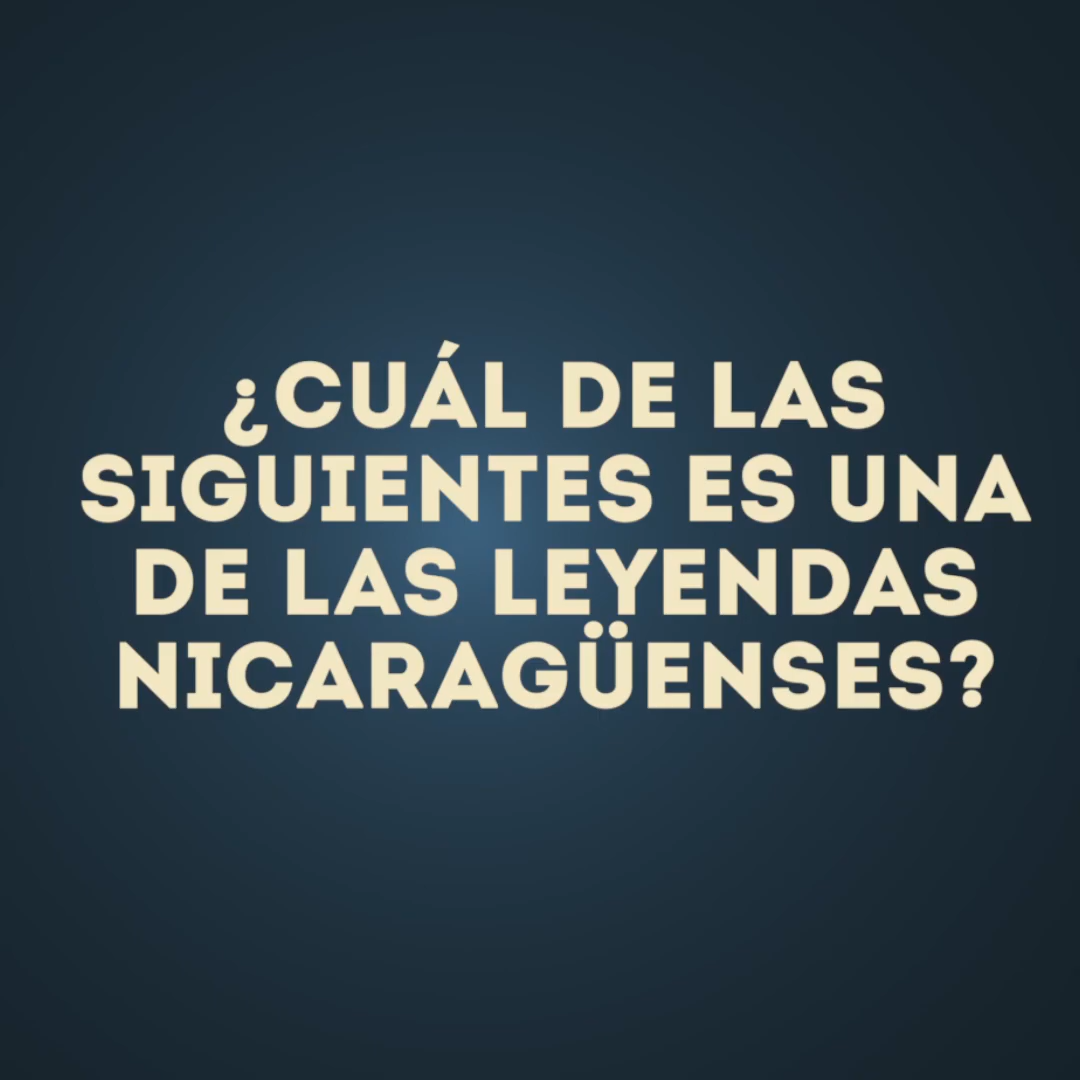 ¿CUÁL DE LAS
SIGUIENTES ES UNA
DE LAS LEYENDAS
NICARAGÜENSES?